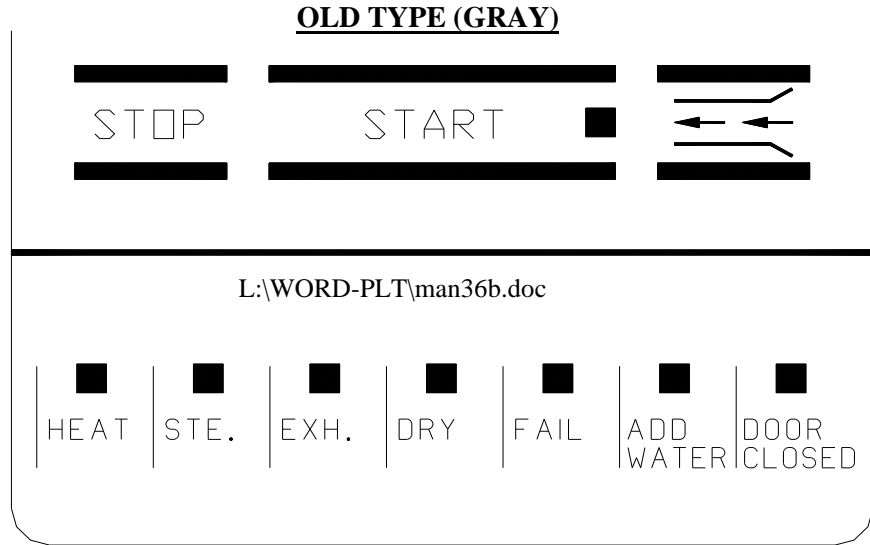 OLD TYPE (GRAY)
STOP START
L:\WORD-PLT\man36b.doc
HEAT STE. EXH. DRY FAIL ADD WATER DOOR CLOSED